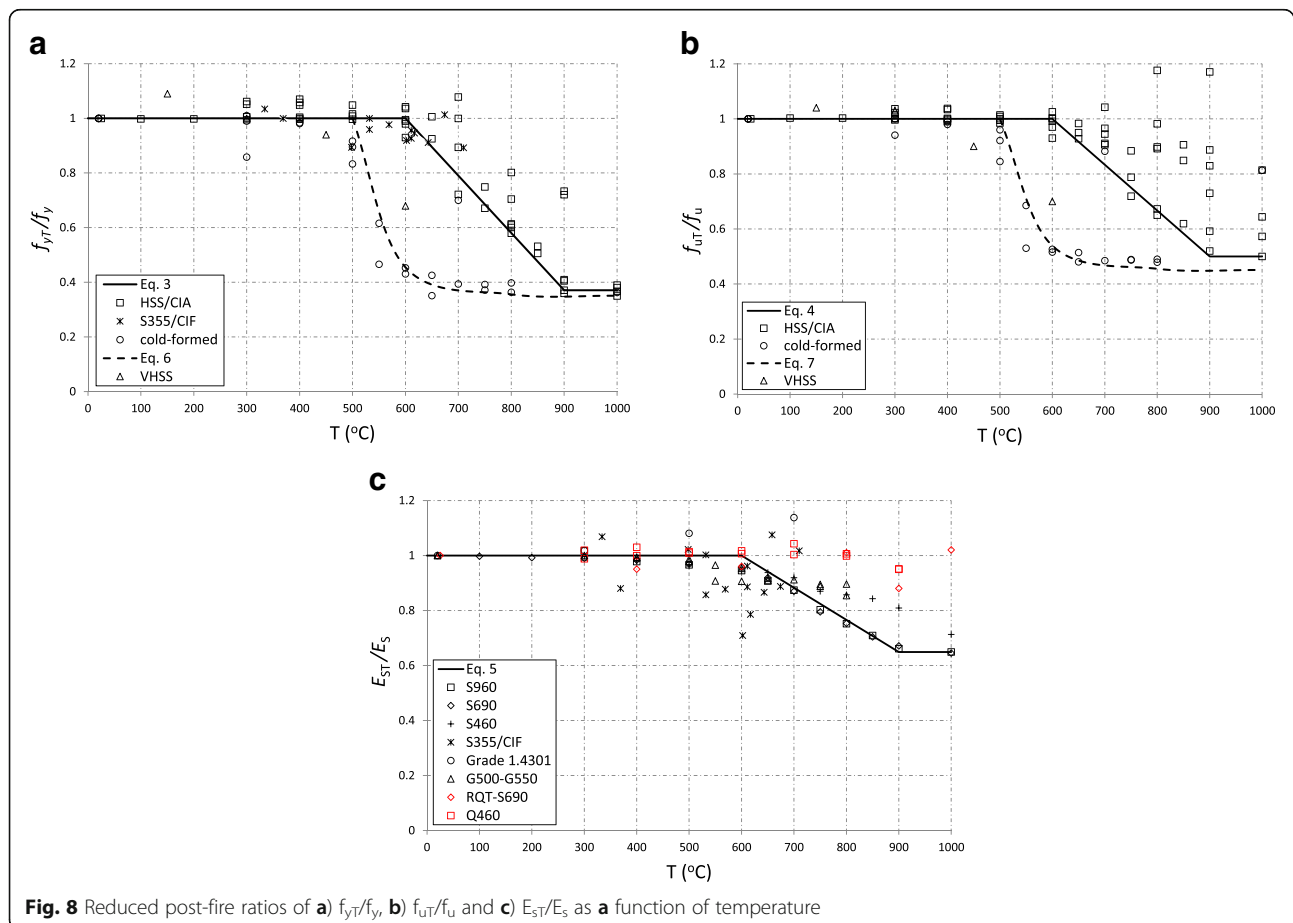 a
1.2
1
0.8
0.6
0.4
0.2
0
f_yT/f_y
Eq. 3
HSS/CIA
S355/CIF
cold-formed
Eq. 6
VHSS
0 100 200 300 400 500 600 700 800 900 1000
T (°C)
b
1.2
1
0.8
0.6
0.4
0.2
0
f_uT/f_u
Eq. 4
HSS/CIA
cold-formed
Eq. 7
VHSS
0 100 200 300 400 500 600 700 800 900 1000
T (°C)
c
1.2
1
0.8
0.6
0.4
0.2
0
E_ST/E_S
Eq. 5
S960
S690
S460
S355/CIF
Grade 1.4301
G500-G550
RQT-S690
Q460
0 100 200 300 400 500 600 700 800 900 1000
T (°C)
Fig. 8 Reduced post-fire ratios of a) f_yT/f_y, b) f_uT/f_u and c) E_sT/E_s as a function of temperature